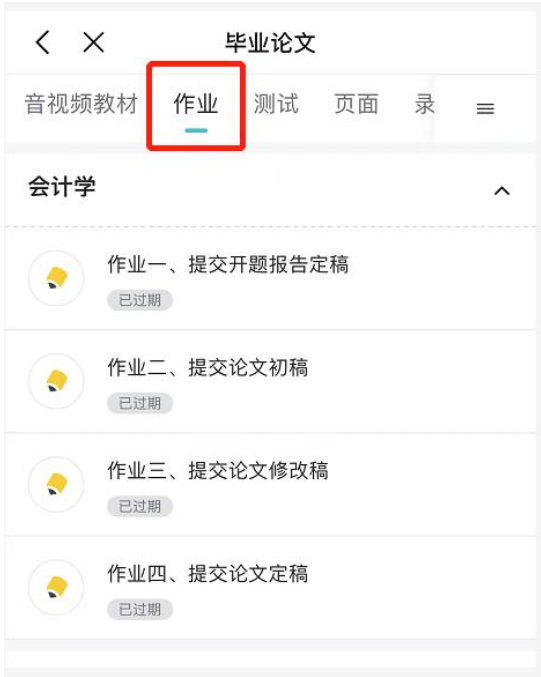 毕业论文
音视频教材 作业 测试 页面 录
会计学
作业一、提交开题报告定稿
已过期
作业二、提交论文初稿
已过期
作业三、提交论文修改稿
已过期
作业四、提交论文定稿
已过期